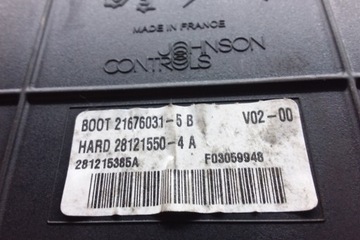 MADE IN FRANCE
JOHNSON
CONTROLS
BOOT 21676031-5 B V02-00
HARD 28121550-4 A
281215385A F03059948